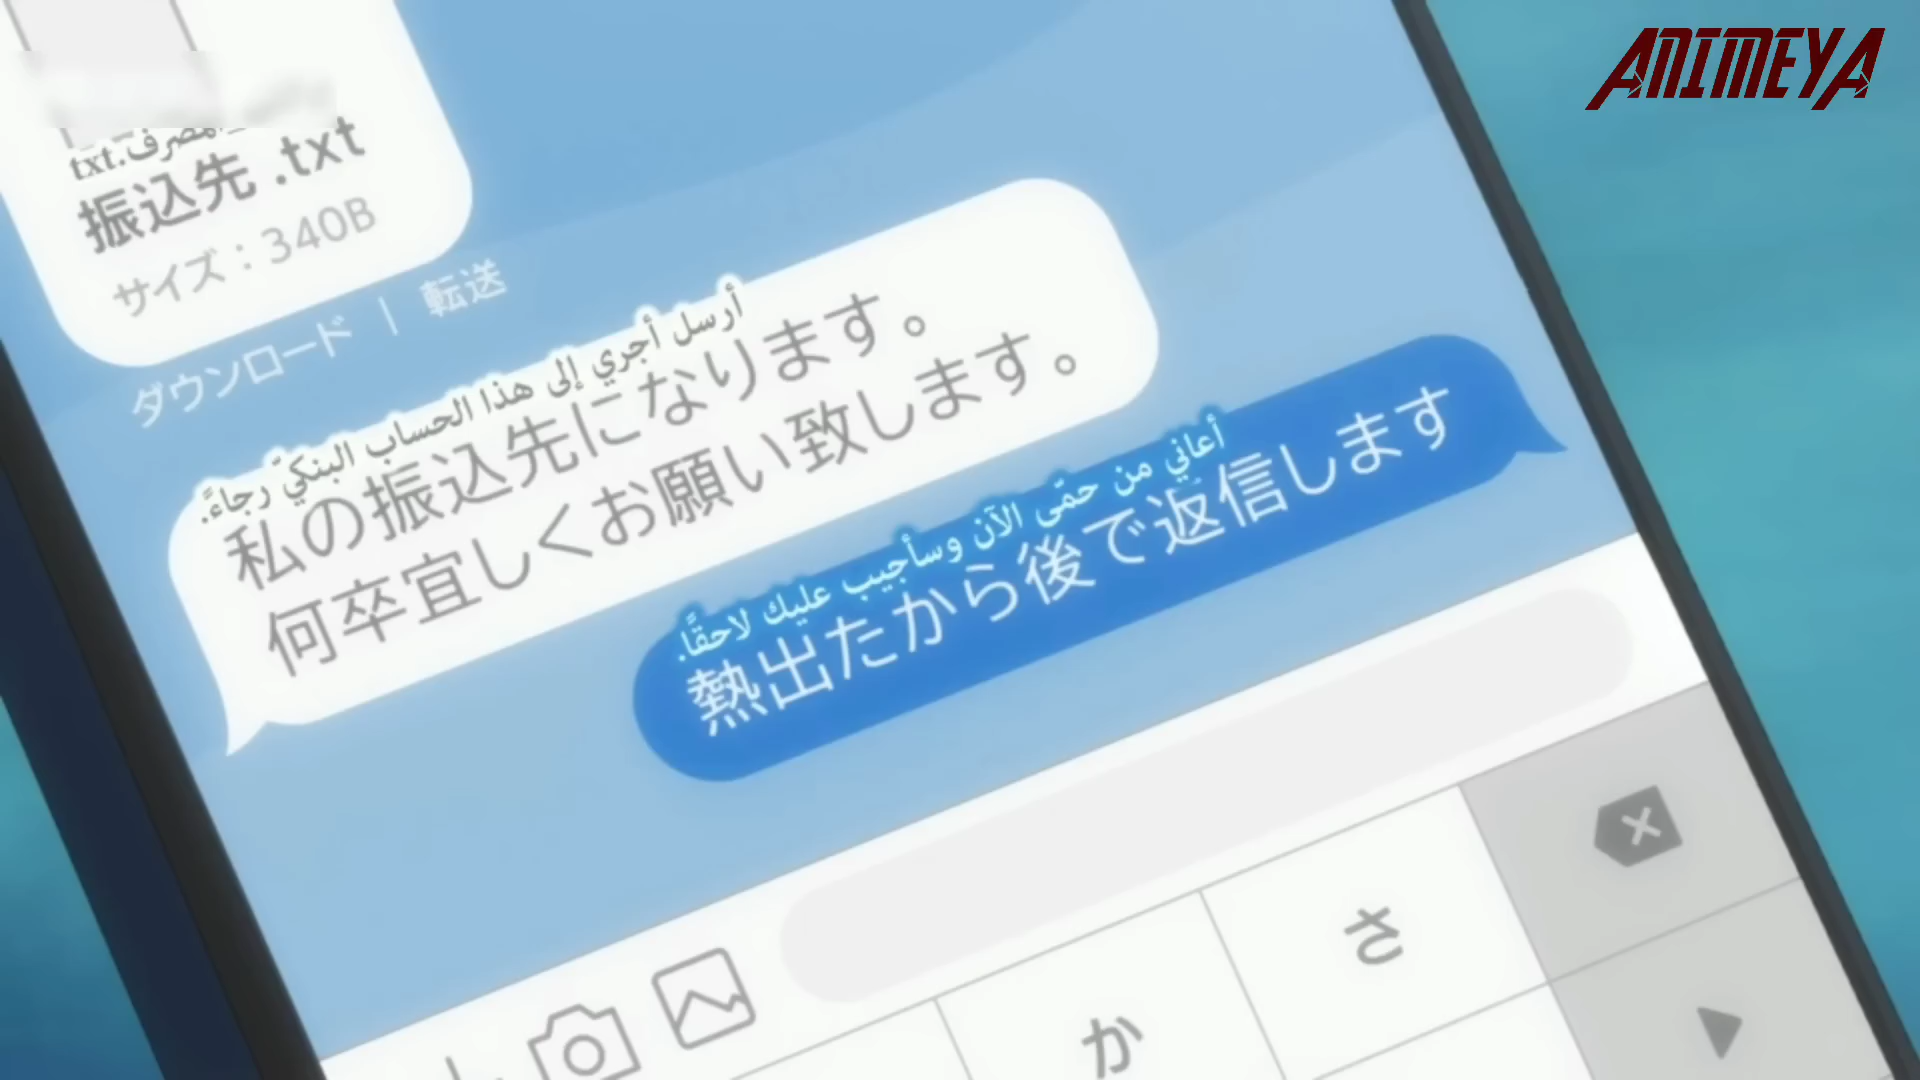 ANIMEYA
المصرف.txt
振込先 .txt
サイズ：340B
ダウンロード | 転送
أرسل أجري إلى هذا الحساب البنكيّ رجاءً.
私の振込先になります。
何卒宜しくお願い致します。
أعاني من حمّى الآن وسأجيب عليك لاحقًا.
熱出たから後で返信します
さ
か